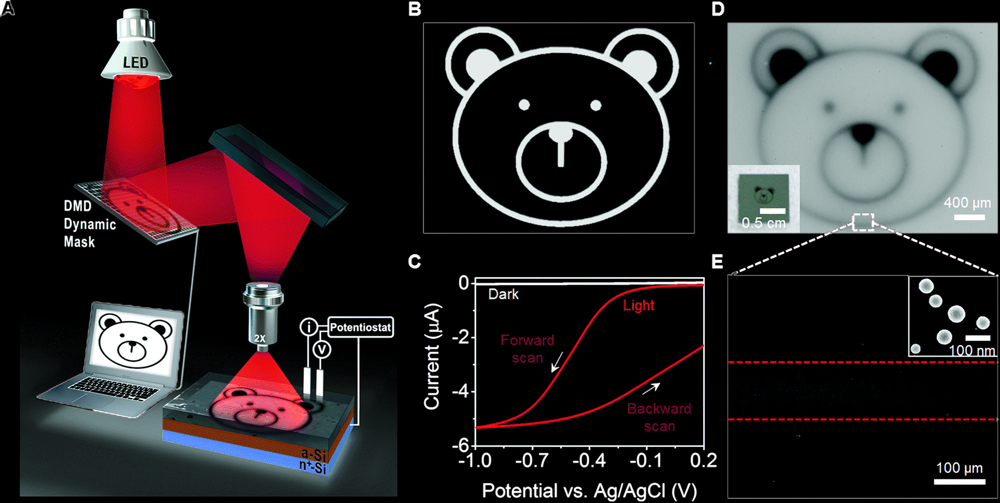 A
LED
DMD
Dynamic
Mask
2X
i
Potentiostat
V
a-Si
n⁺-Si
B
C
0
-2
-4
-6
Current (µA)
Dark
Light
Forward
scan
Backward
scan
-1.0 -0.7 -0.4 -0.1 0.2
Potential vs. Ag/AgCl (V)
D
400 µm
0.5 cm
E
100 nm
100 µm